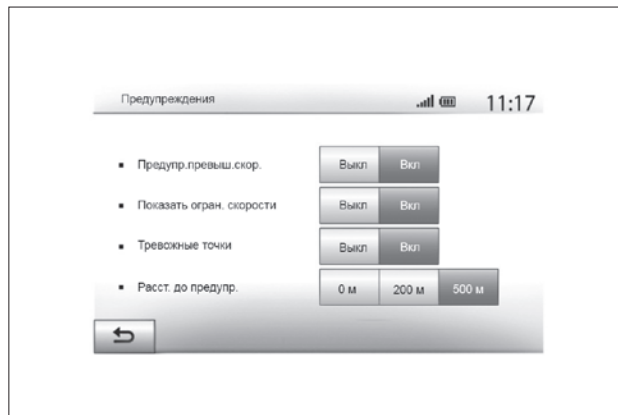 Предупреждения 11:17
Предупр.превыш.скор. Выкл Вкл
Показать огран. скорости Выкл Вкл
Тревожные точки Выкл Вкл
Расст. до предупр. 0 м 200 м 500 м